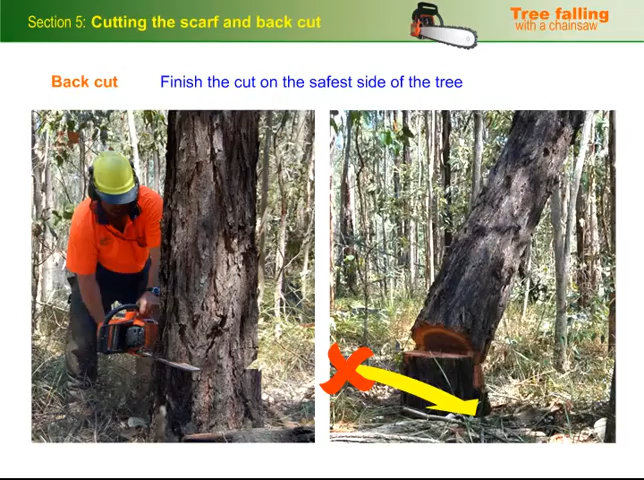 Section 5: Cutting the scarf and back cut
Tree falling
with a chainsaw
Back cut
Finish the cut on the safest side of the tree